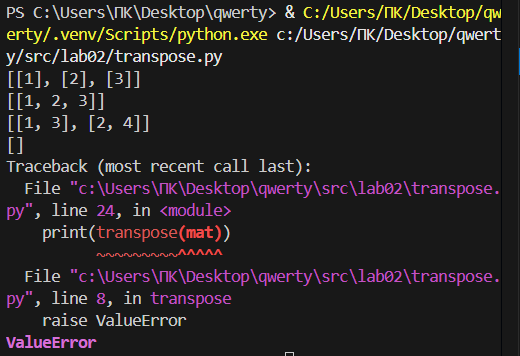 PS C:\Users\ПК\Desktop\qwerty> & C:/Users/ПК/Desktop/qw
erty/.venv/Scripts/python.exe c:/Users/ПК/Desktop/qwert
y/src/lab02/transpose.py
[[1], [2], [3]]
[[1, 2, 3]]
[[1, 3], [2, 4]]
[]
Traceback (most recent call last):
  File "c:\Users\ПК\Desktop\qwerty\src\lab02\transpose.
py", line 24, in <module>
    print(transpose(mat))
          ~~~~~~~~~^^^^^
  File "c:\Users\ПК\Desktop\qwerty\src\lab02\transpose.
py", line 8, in transpose
    raise ValueError
ValueError